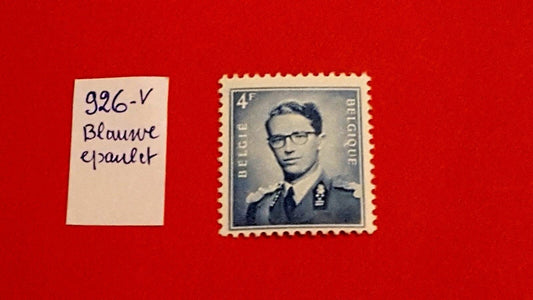 926-V
Blauwe
epaulet
4F
BELGIË
BELGIQUE